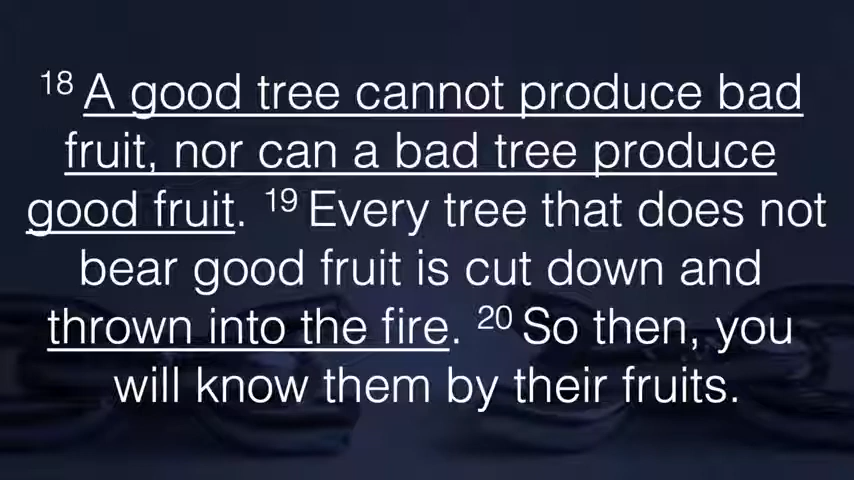 18 A good tree cannot produce bad
fruit, nor can a bad tree produce
good fruit. 19 Every tree that does not
bear good fruit is cut down and
thrown into the fire. 20 So then, you
will know them by their fruits.